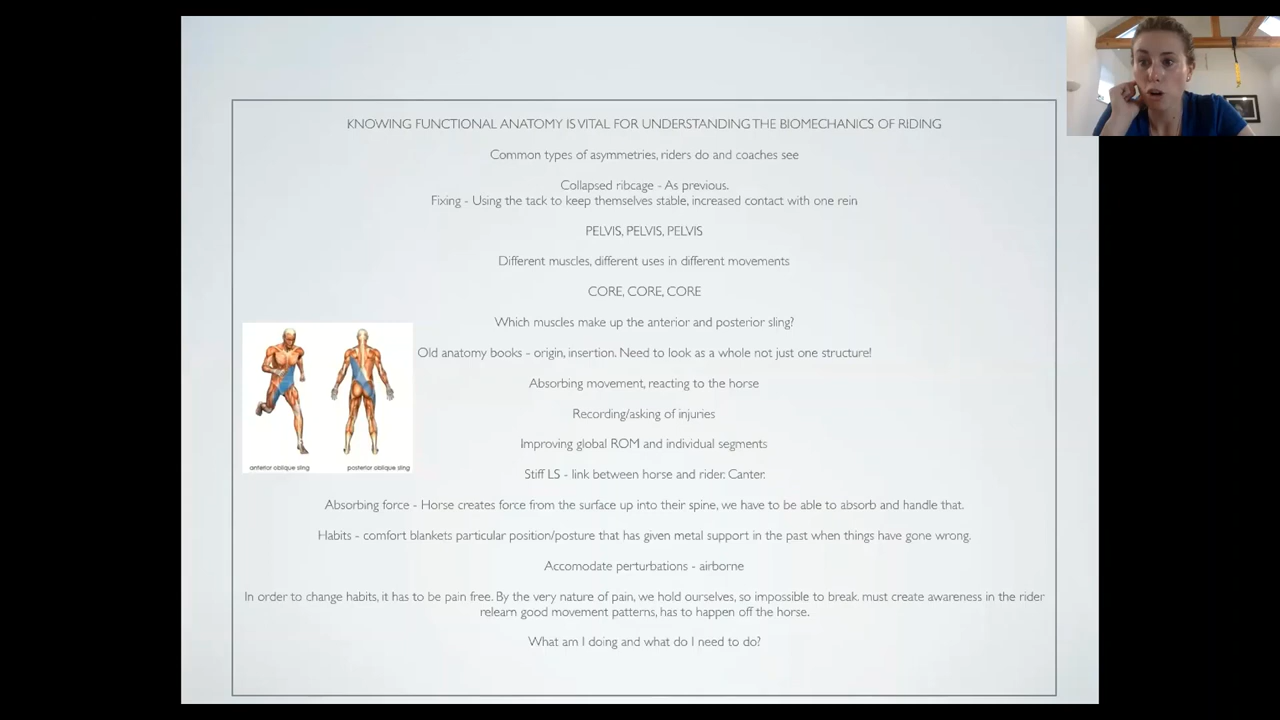 KNOWING FUNCTIONAL ANATOMY IS VITAL FOR UNDERSTANDING THE BIOMECHANICS OF RIDING
Common types of asymmetries, riders do and coaches see
Collapsed ribcage - As previous.
Fixing - Using the tack to keep themselves stable, increased contact with one rein
PELVIS, PELVIS, PELVIS
Different muscles, different uses in different movements
CORE, CORE, CORE
Which muscles make up the anterior and posterior sling?
Old anatomy books - origin, insertion. Need to look as a whole not just one structure!
Absorbing movement, reacting to the horse
Recording/asking of injuries
Improving global ROM and individual segments
anterior oblique sling posterior oblique sling
Stiff LS - link between horse and rider. Canter.
Absorbing force - Horse creates force from the surface up into their spine, we have to be able to absorb and handle that.
Habits - comfort blankets particular position/posture that has given metal support in the past when things have gone wrong.
Accomodate perturbations - airborne
In order to change habits, it has to be pain free. By the very nature of pain, we hold ourselves, so impossible to break. must create awareness in the rider
relearn good movement patterns, has to happen off the horse.
What am I doing and what do I need to do?